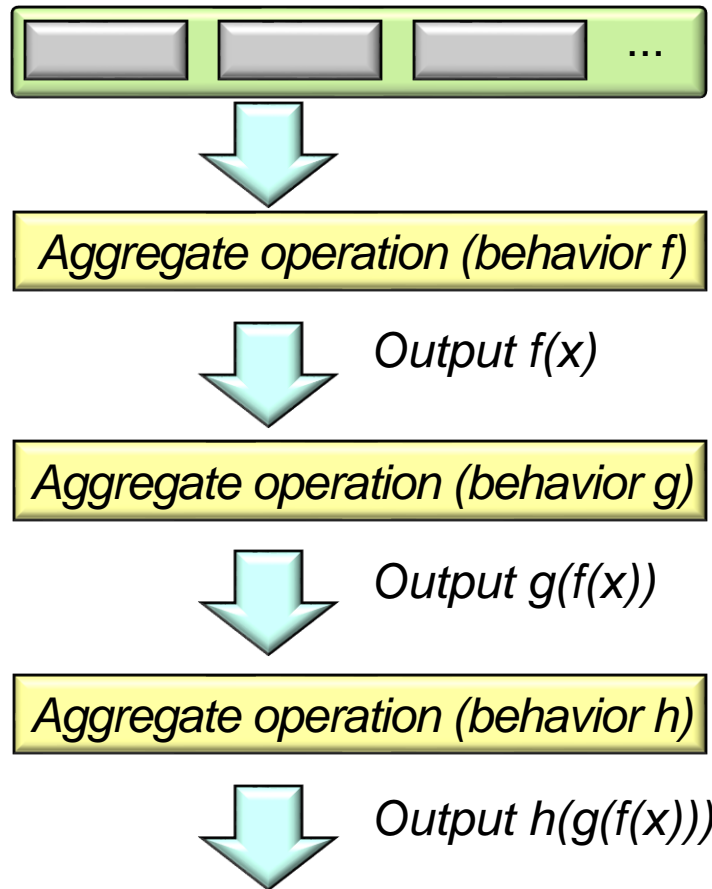 ...
Aggregate operation (behavior f)
Output f(x)
Aggregate operation (behavior g)
Output g(f(x))
Aggregate operation (behavior h)
Output h(g(f(x)))